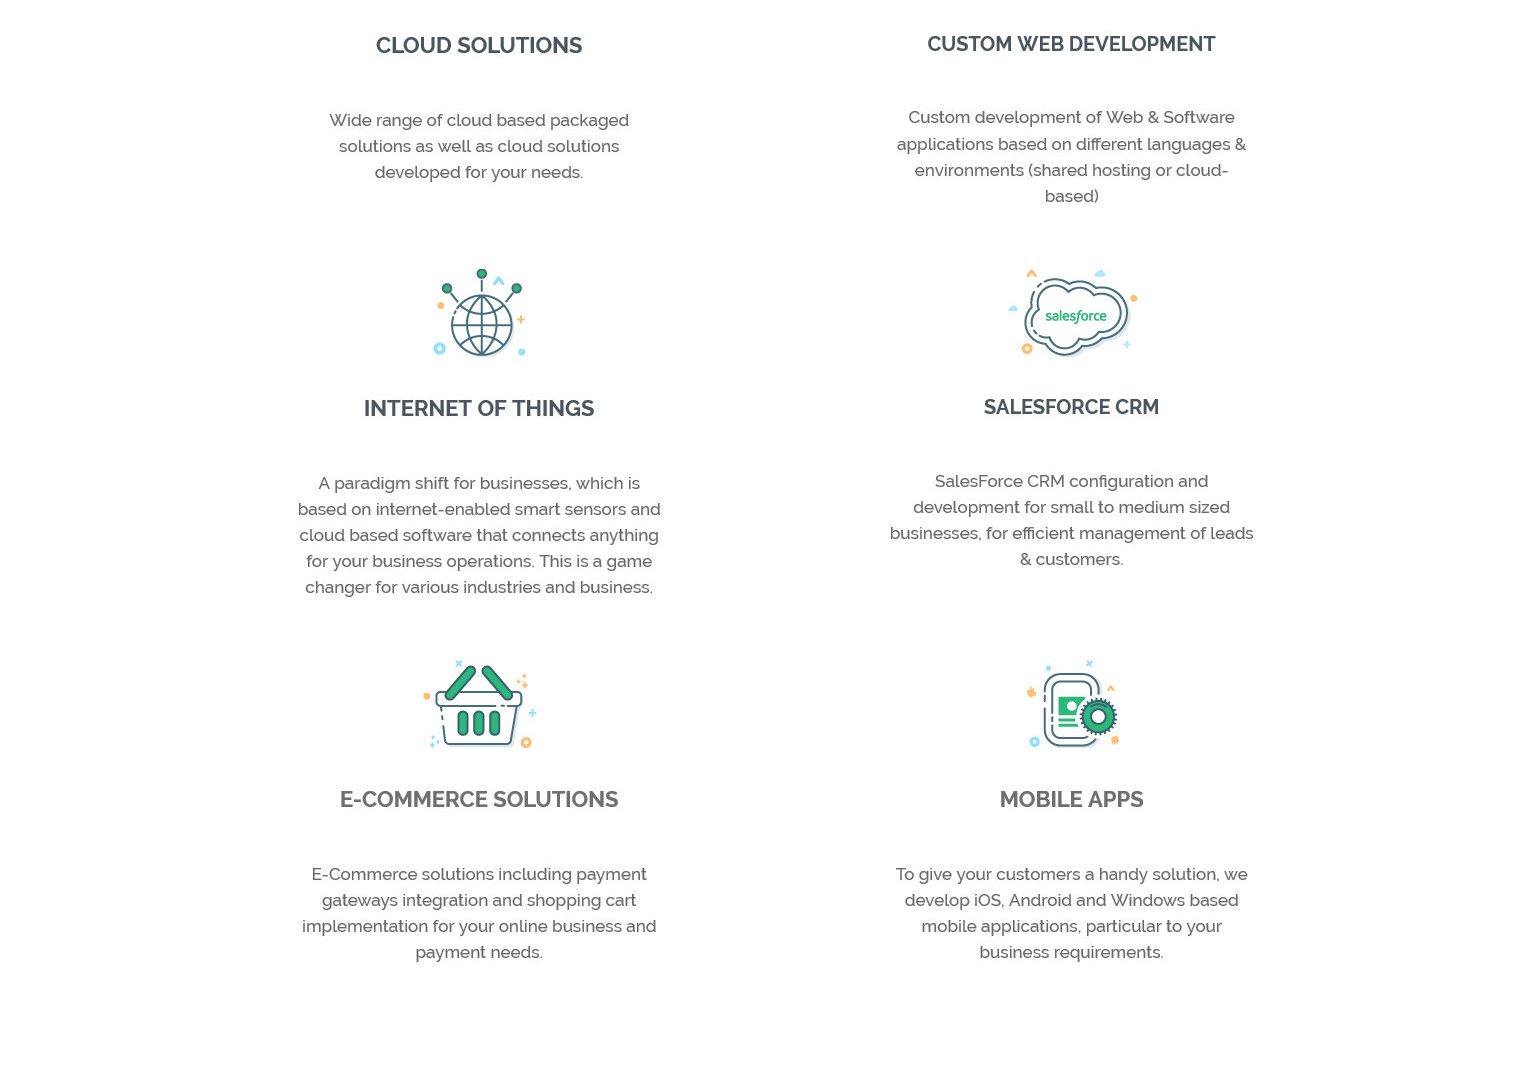 CLOUD SOLUTIONS
Wide range of cloud based packaged
solutions as well as cloud solutions
developed for your needs.
CUSTOM WEB DEVELOPMENT
Custom development of Web & Software
applications based on different languages &
environments (shared hosting or cloud-
based)
INTERNET OF THINGS
A paradigm shift for businesses, which is
based on internet-enabled smart sensors and
cloud based software that connects anything
for your business operations. This is a game
changer for various industries and business.
salesforce
SALESFORCE CRM
SalesForce CRM configuration and
development for small to medium sized
businesses, for efficient management of leads
& customers.
E-COMMERCE SOLUTIONS
E-Commerce solutions including payment
gateways integration and shopping cart
implementation for your online business and
payment needs.
MOBILE APPS
To give your customers a handy solution, we
develop iOS, Android and Windows based
mobile applications, particular to your
business requirements.